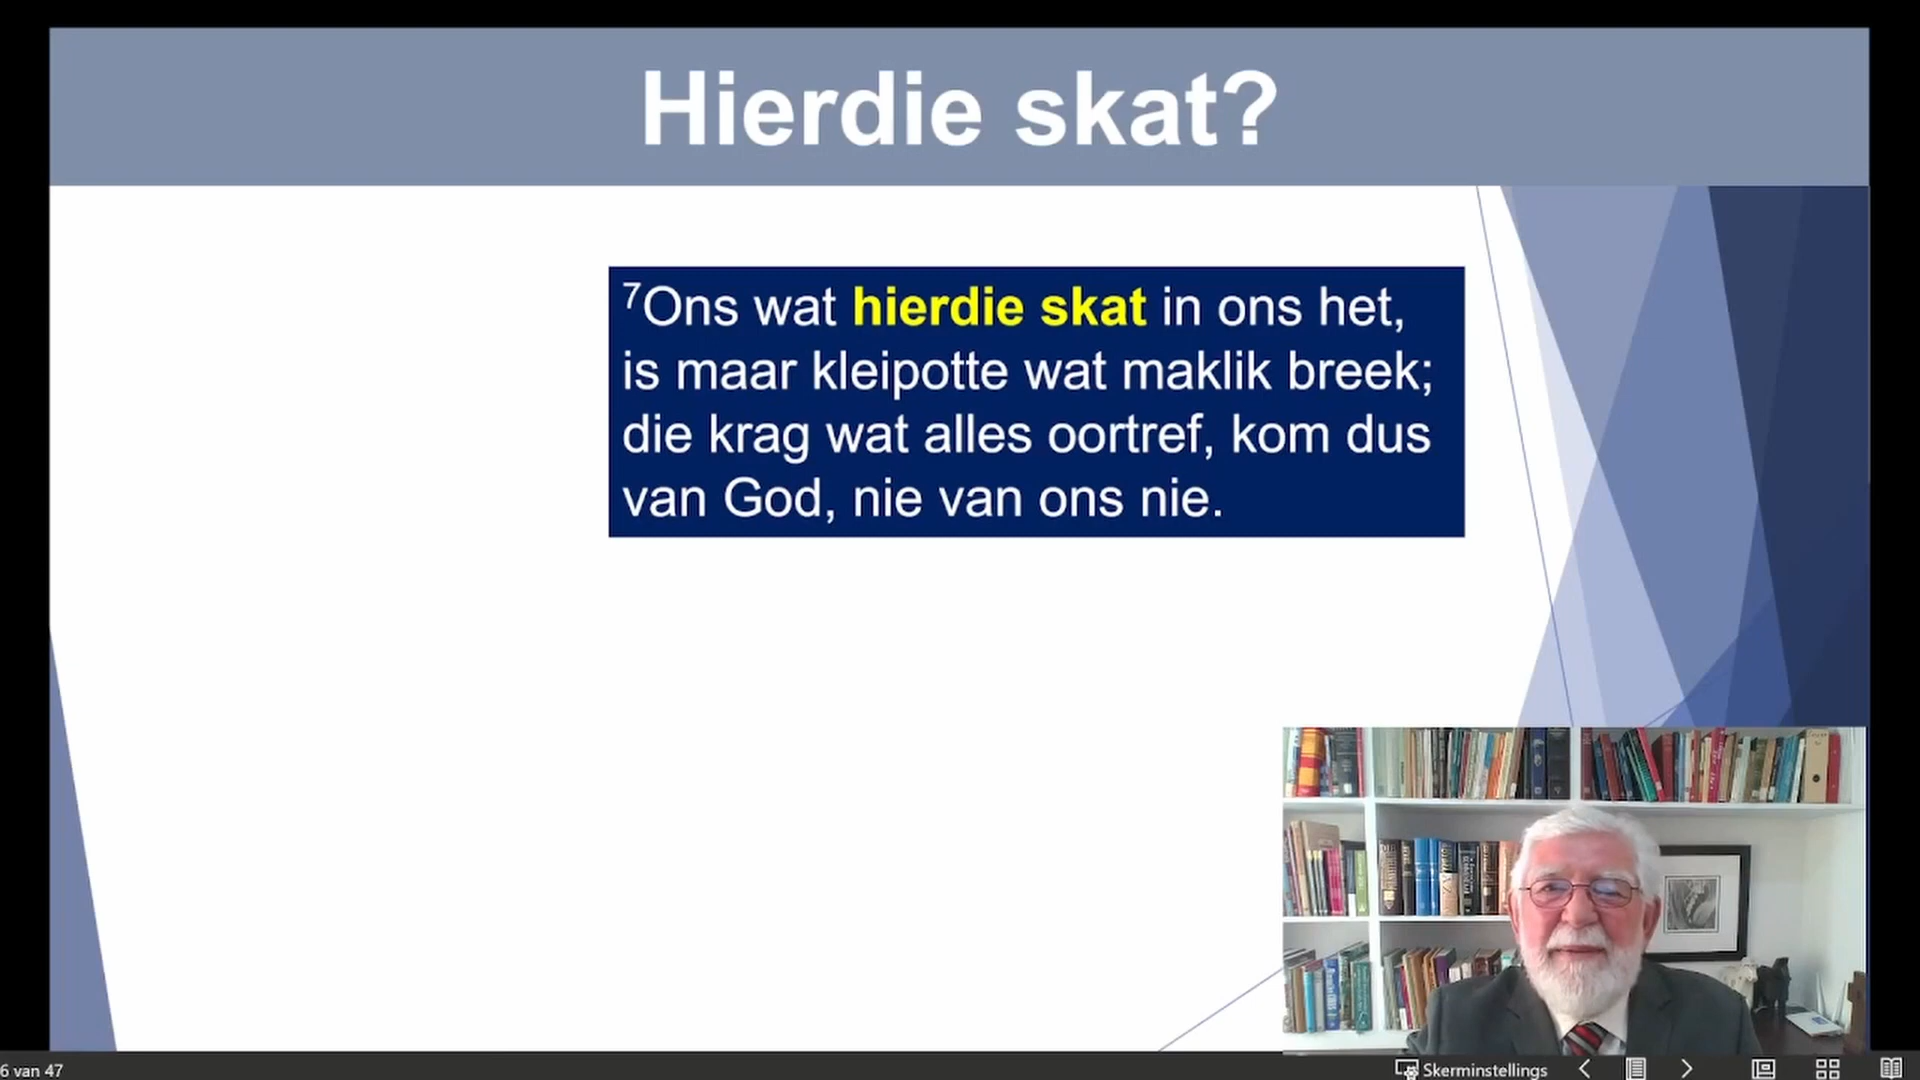 Hierdie skat?
⁷Ons wat hierdie skat in ons het,
is maar kleipotte wat maklik breek;
die krag wat alles oortref, kom dus
van God, nie van ons nie.
6 van 47
Skerminstellings